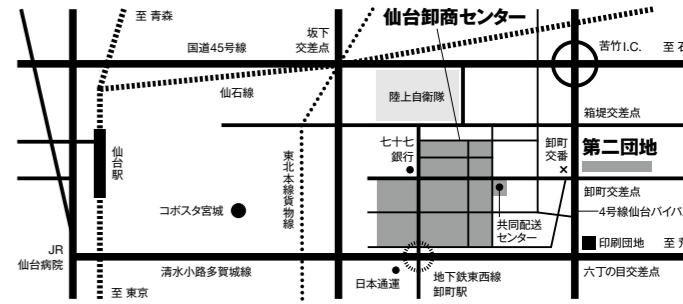 至 青森
坂下
交差点
仙台卸商センター
国道45号線
苦竹I.C.
至 石
仙石線
陸上自衛隊
箱堤交差点
仙台駅
東北本線貨物線
七十七
銀行
卸町
交番
第二団地
卸町交差点
コボスタ宮城
共同配送
センター
4号線仙台バイパ
JR
仙台病院
印刷団地
至 荒
清水小路多賀城線
日本通運
地下鉄東西線
卸町駅
六丁の目交差点
至 東京